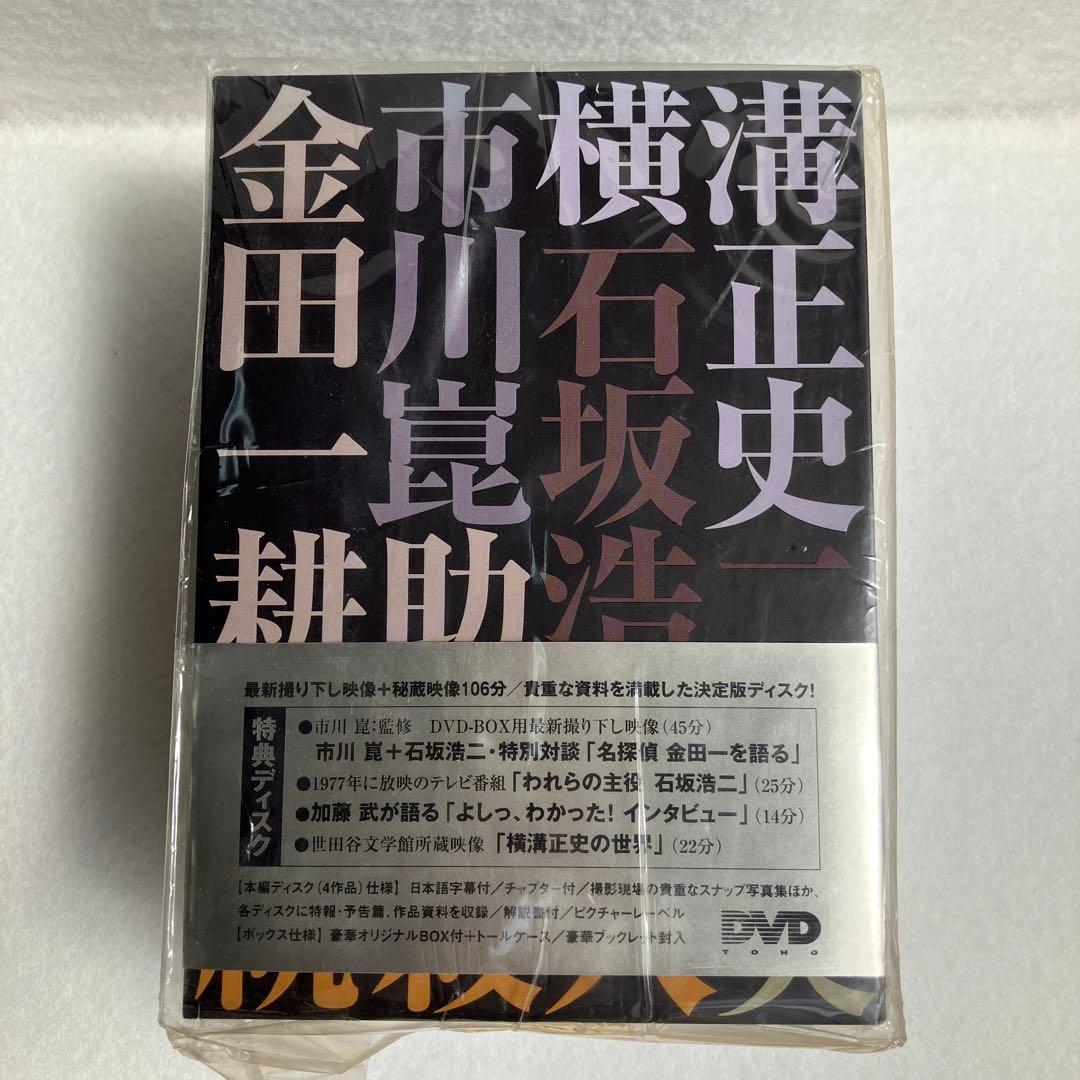 金田一耕助
市川崑
横溝正史
石坂浩
最新撮り下し映像＋秘蔵映像106分／貴重な資料を満載した決定版ディスク！
特典ディスク
●市川 崑：監修 DVD-BOX用最新撮り下し映像（45分）
市川 崑＋石坂浩二・特別対談「名探偵 金田一を語る」
●1977年に放映のテレビ番組「われらの主役 石坂浩二」（25分）
●加藤 武が語る「よしっ、わかった！ インタビュー」（14分）
●世田谷文学館所蔵映像「横溝正史の世界」（22分）
【本編ディスク（4作品）仕様】 日本語字幕付／チャプター付／撮影現場の貴重なスナップ写真集ほか、
各ディスクに特報・予告篇、作品資料を収録／解説書付／ピクチャーレーベル
【ボックス仕様】豪華オリジナルBOX付＋トールケース／豪華ブックレット封入
DVD
TOHO